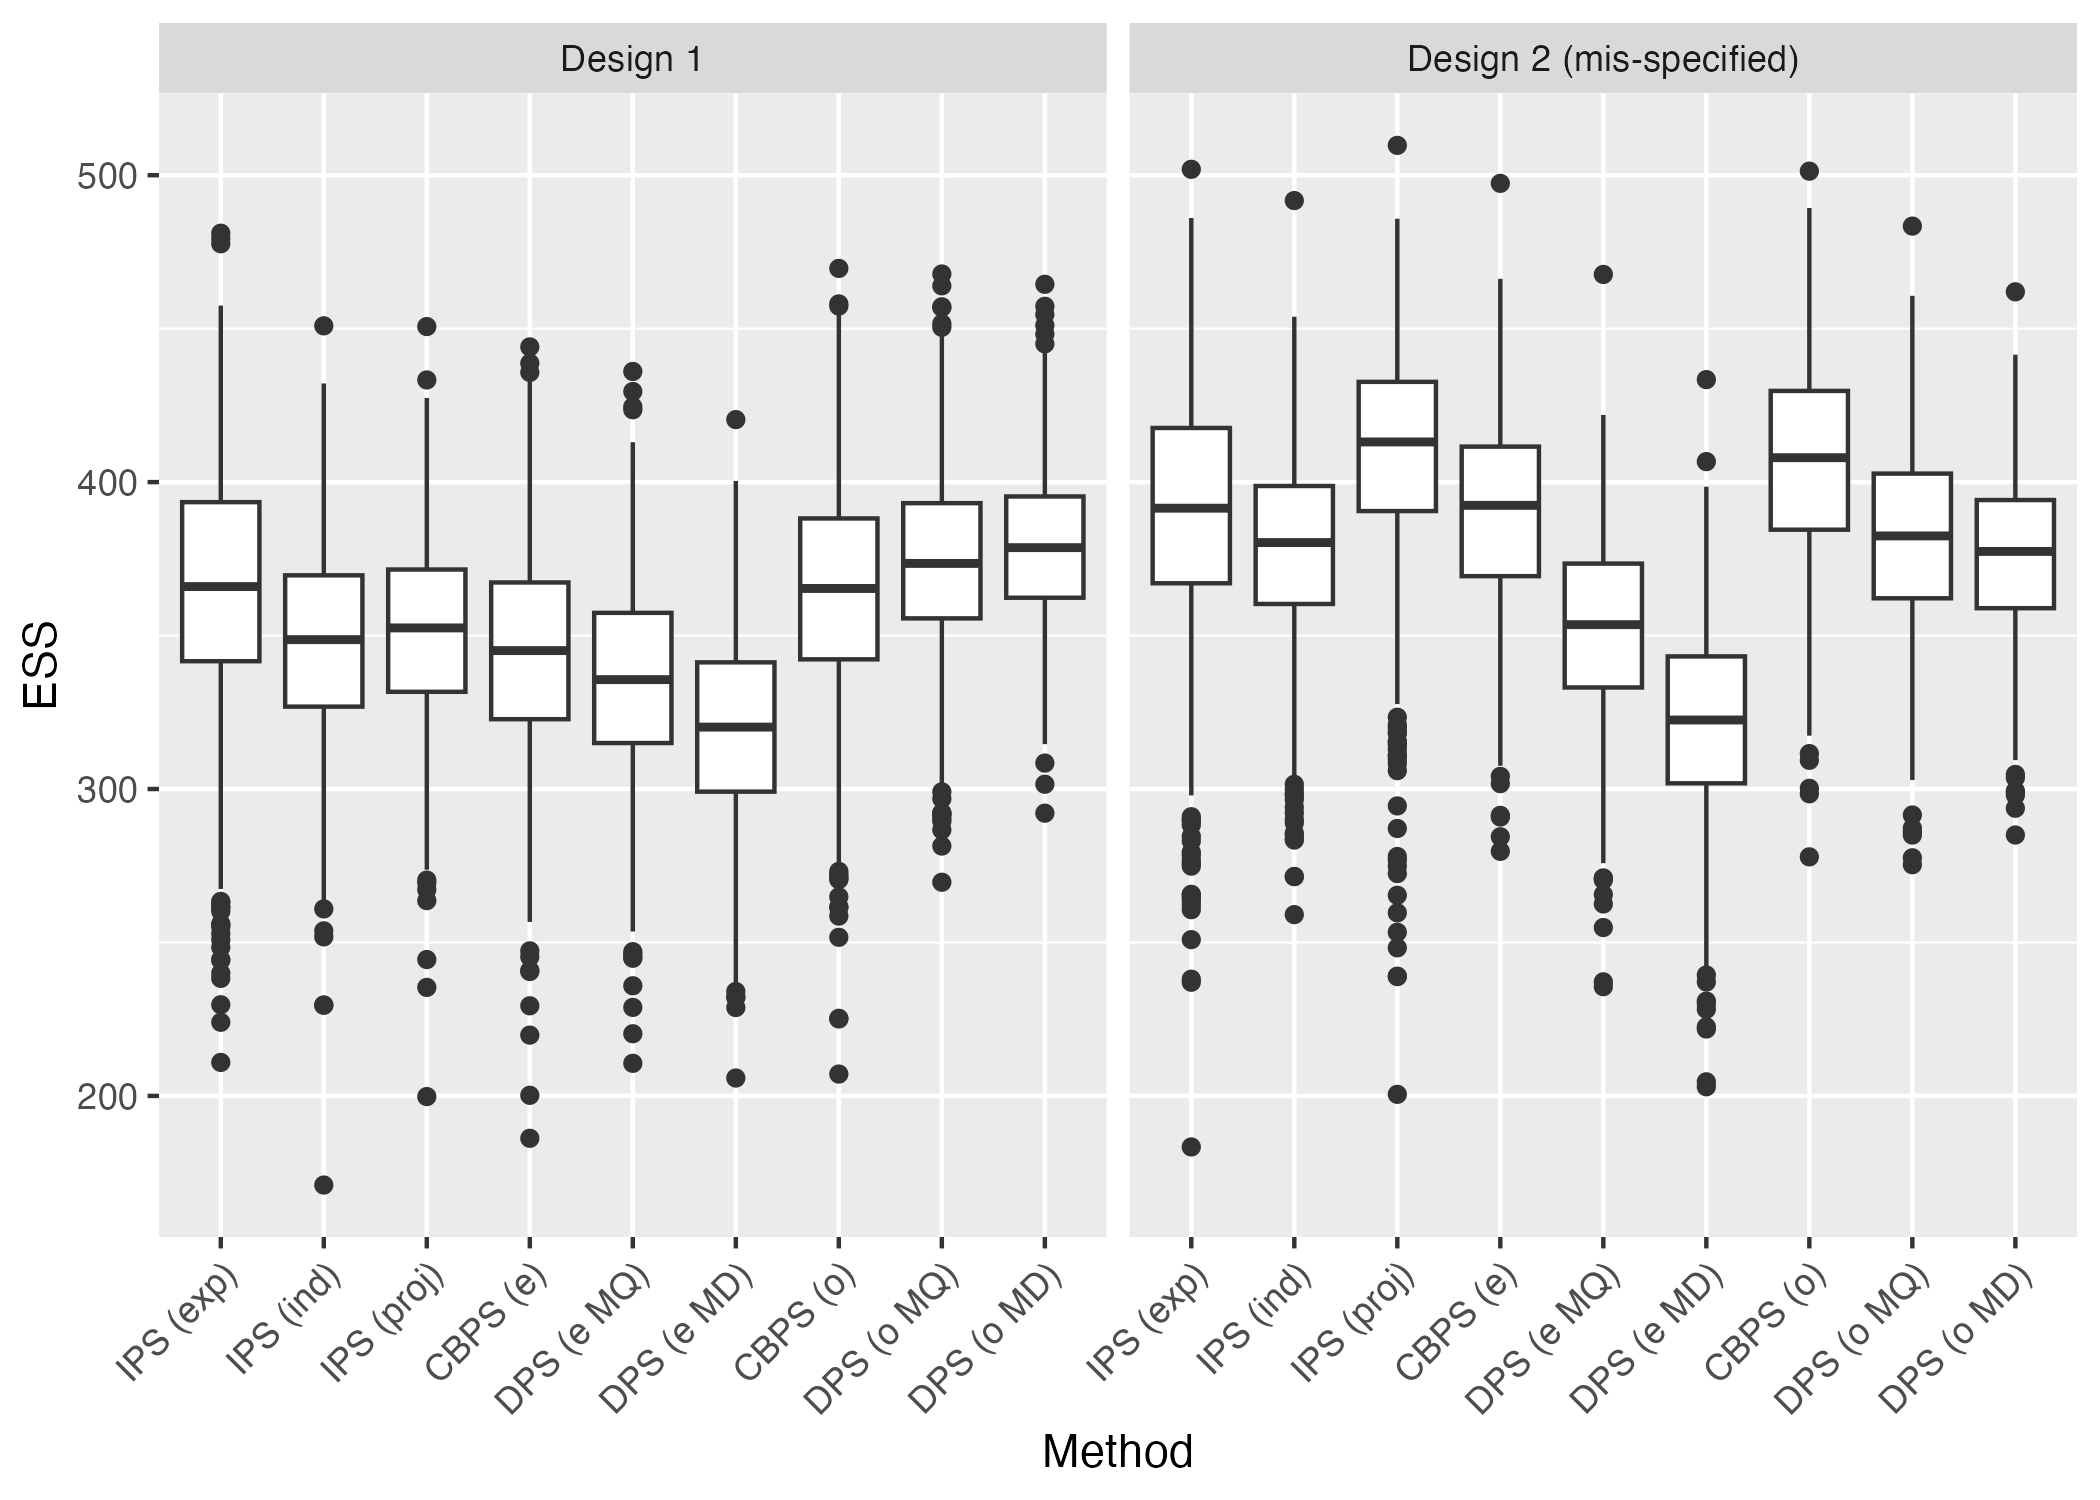 Design 1
Design 2 (mis-specified)
ESS
500
400
300
200
IPS (exp)
IPS (ind)
IPS (proj)
CBPS (e)
DPS (e MQ)
DPS (e MD)
CBPS (o)
DPS (o MQ)
DPS (o MD)
IPS (exp)
IPS (ind)
IPS (proj)
CBPS (e)
DPS (e MQ)
DPS (e MD)
CBPS (o)
DPS (o MQ)
DPS (o MD)
Method